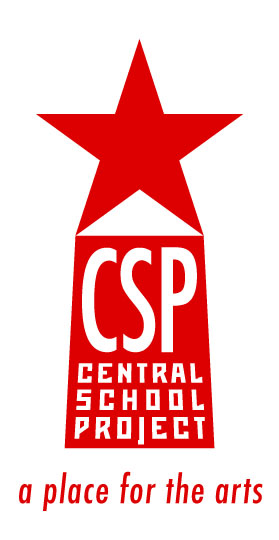 CSP
CENTRAL
SCHOOL
PROJECT
a place for the arts